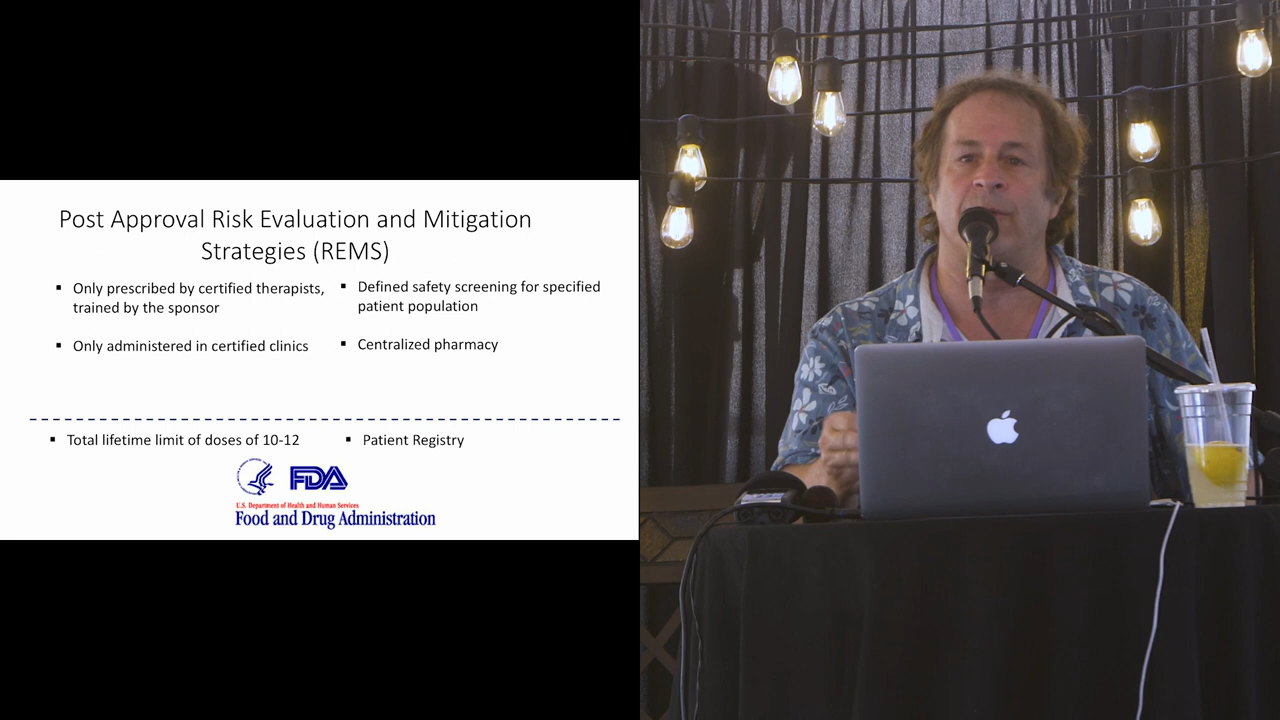 Post Approval Risk Evaluation and Mitigation
Strategies (REMS)
▪ Only prescribed by certified therapists,
trained by the sponsor
▪ Only administered in certified clinics
▪ Defined safety screening for specified
patient population
▪ Centralized pharmacy
▪ Total lifetime limit of doses of 10-12
▪ Patient Registry
FDA
U.S. Department of Health and Human Services
Food and Drug Administration